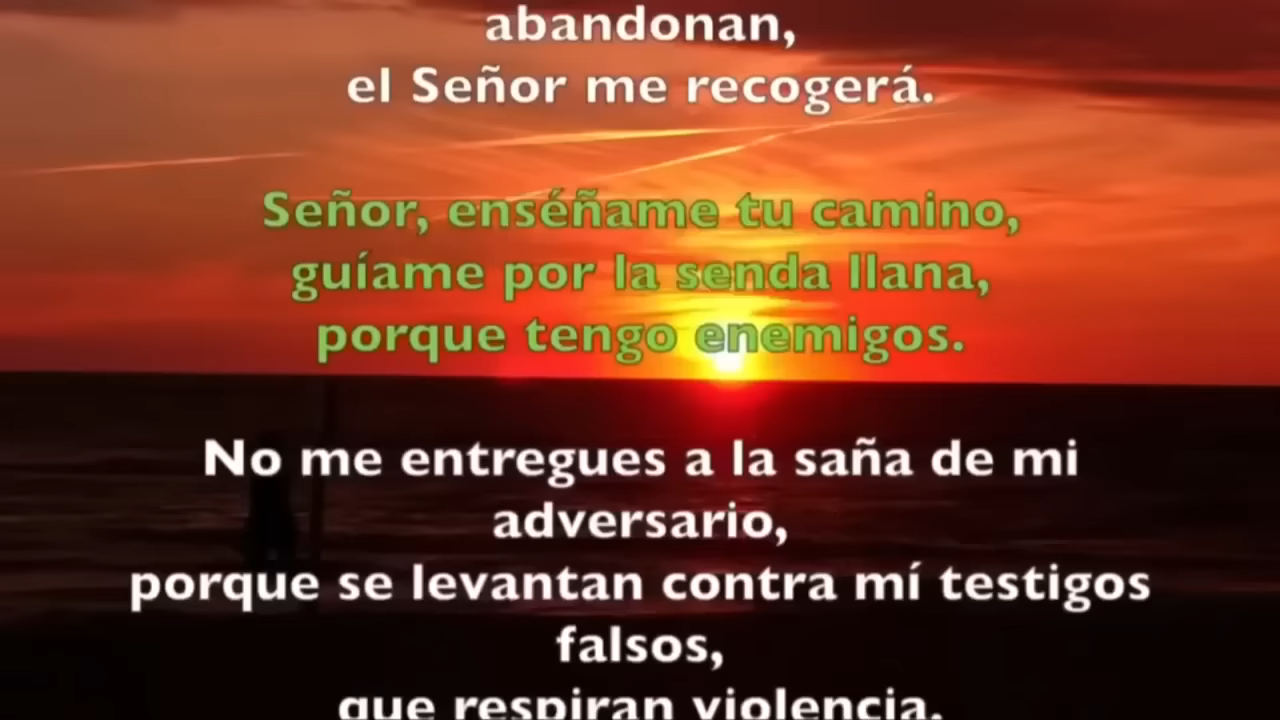 abandonan,
el Señor me recogerá.
Señor, enséñame tu camino,
guíame por la senda llana,
porque tengo enemigos.
No me entregues a la saña de mi
adversario,
porque se levantan contra mí testigos
falsos,
que respiran violencia.